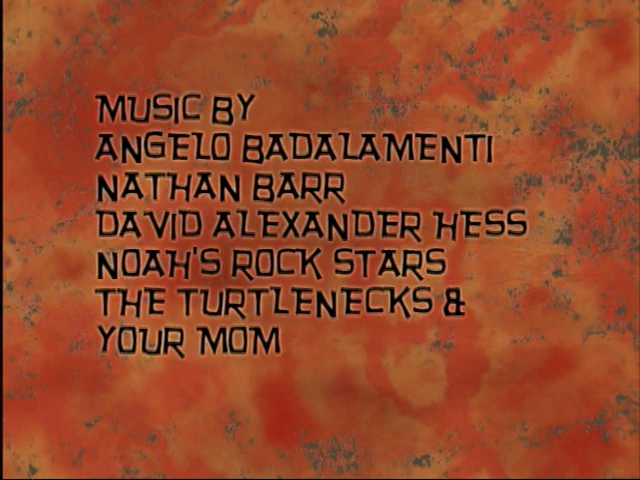 MUSIC BY
ANGELO BADALAMENTI
NATHAN BARR
DAVID ALEXANDER HESS
NOAH'S ROCK STARS
THE TURTLENECKS &
YOUR MOM